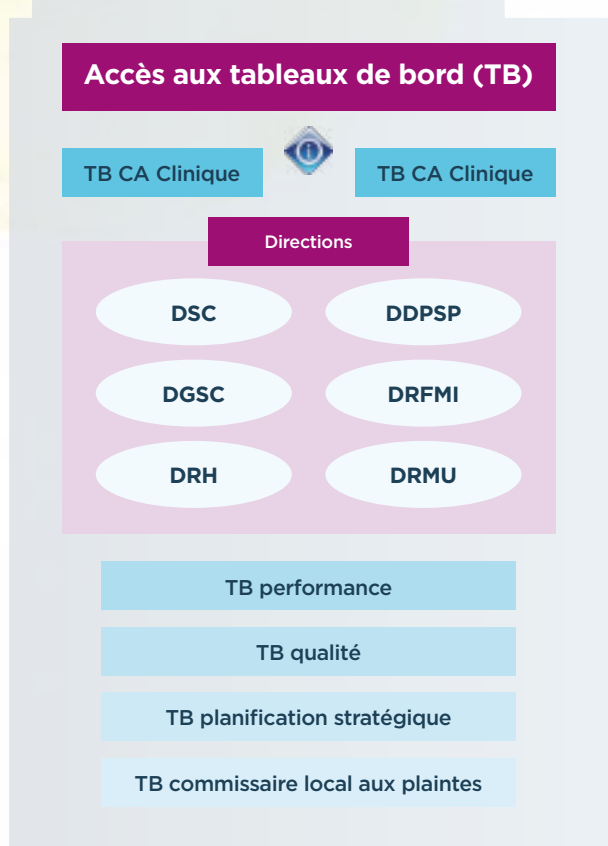 Accès aux tableaux de bord (TB)
TB CA Clinique
TB CA Clinique
Directions
DSC
DDPSP
DGSC
DRFMI
DRH
DRMU
TB performance
TB qualité
TB planification stratégique
TB commissaire local aux plaintes